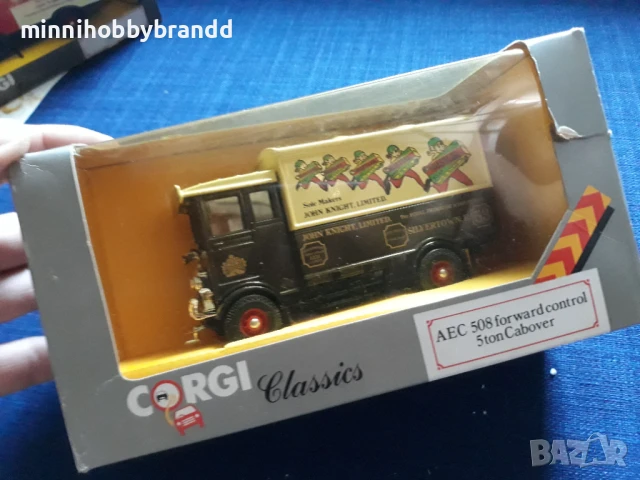 minnihobbybrandd
CORGI
Sole Makers
JOHN KNIGHT, LIMITED.
JOHN KNIGHT, LIMITED.
SILVERTOWN
AEC 508 forward control
5 ton Cabover
CORGI Classics
BAZAR